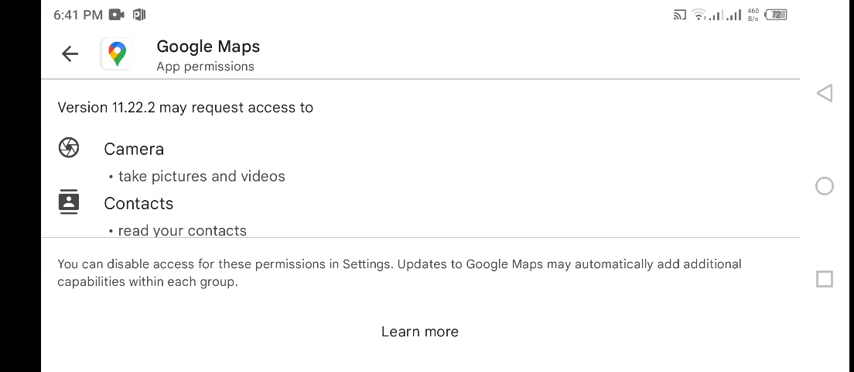 6:41 PM
460
B/s
72
Google Maps
App permissions
Version 11.22.2 may request access to
Camera
• take pictures and videos
Contacts
• read your contacts
You can disable access for these permissions in Settings. Updates to Google Maps may automatically add additional
capabilities within each group.
Learn more